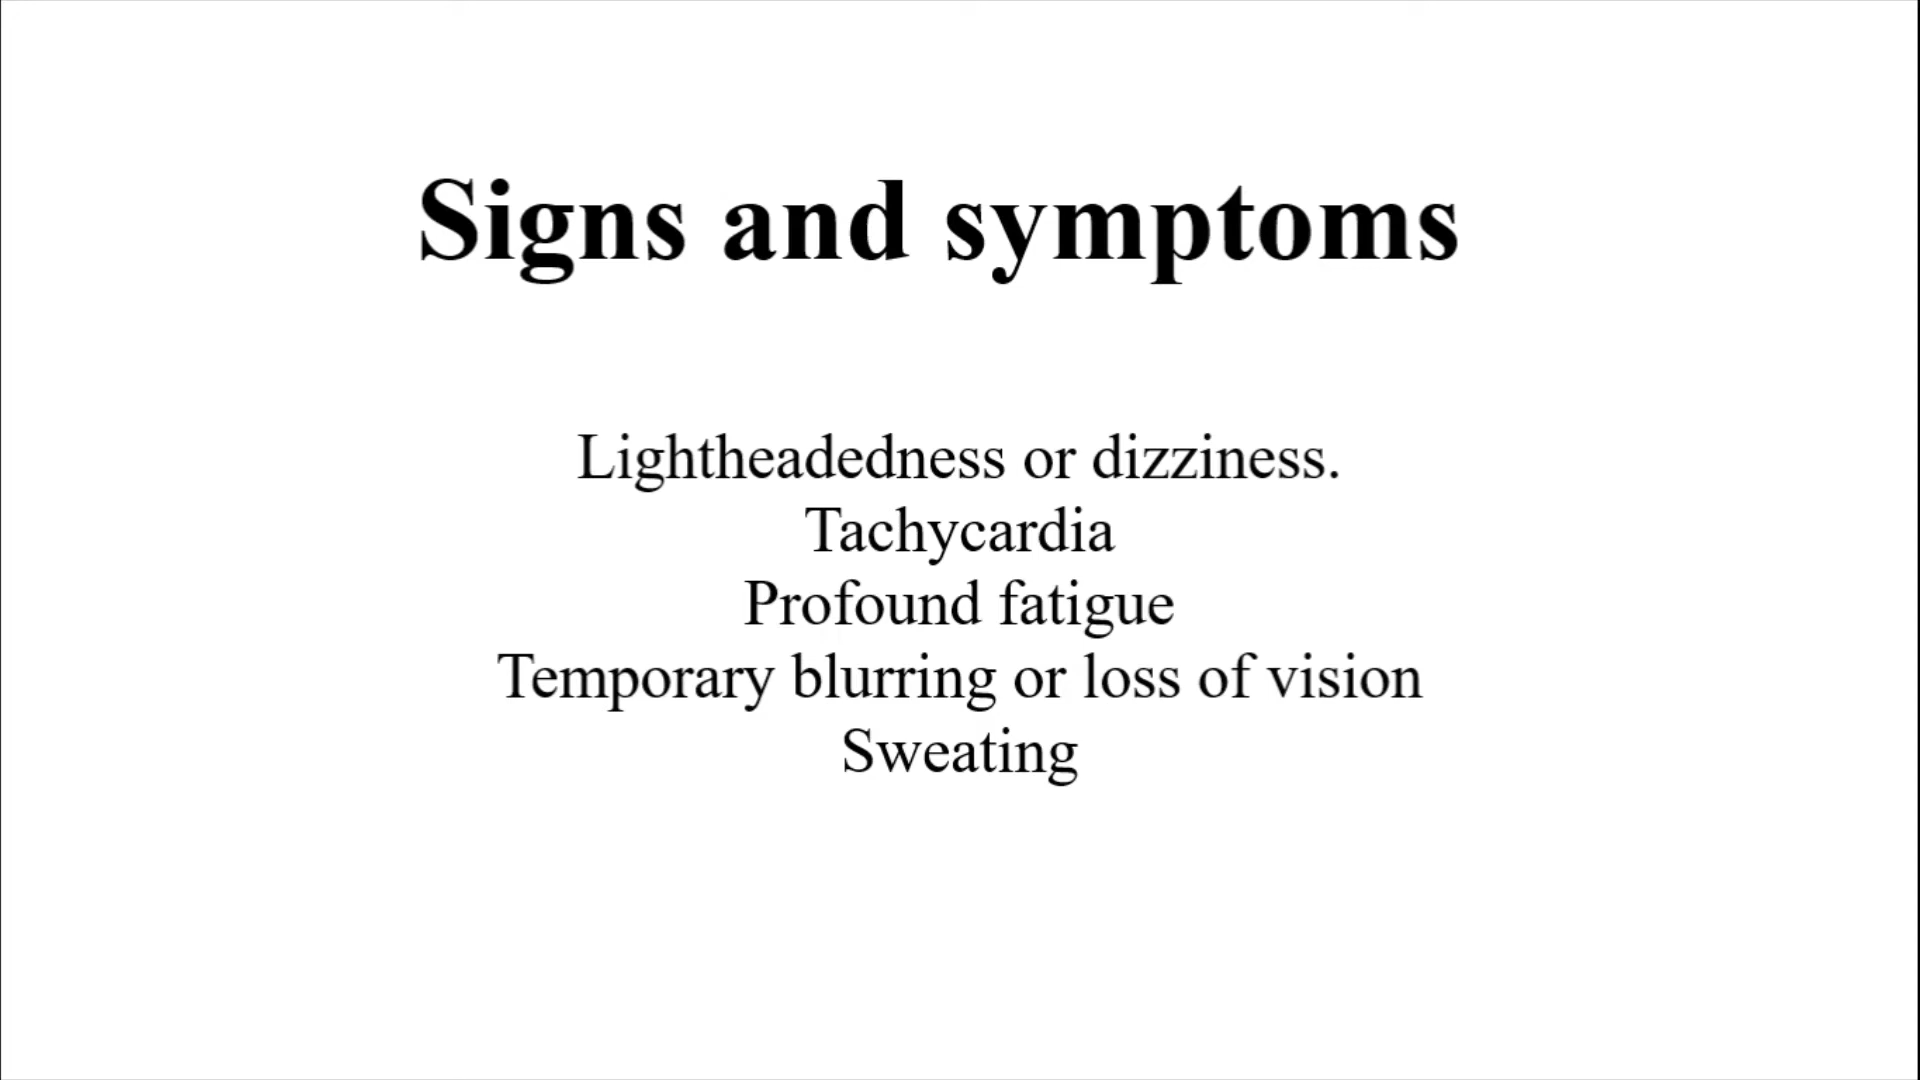 Signs and symptoms
Lightheadedness or dizziness.
Tachycardia
Profound fatigue
Temporary blurring or loss of vision
Sweating